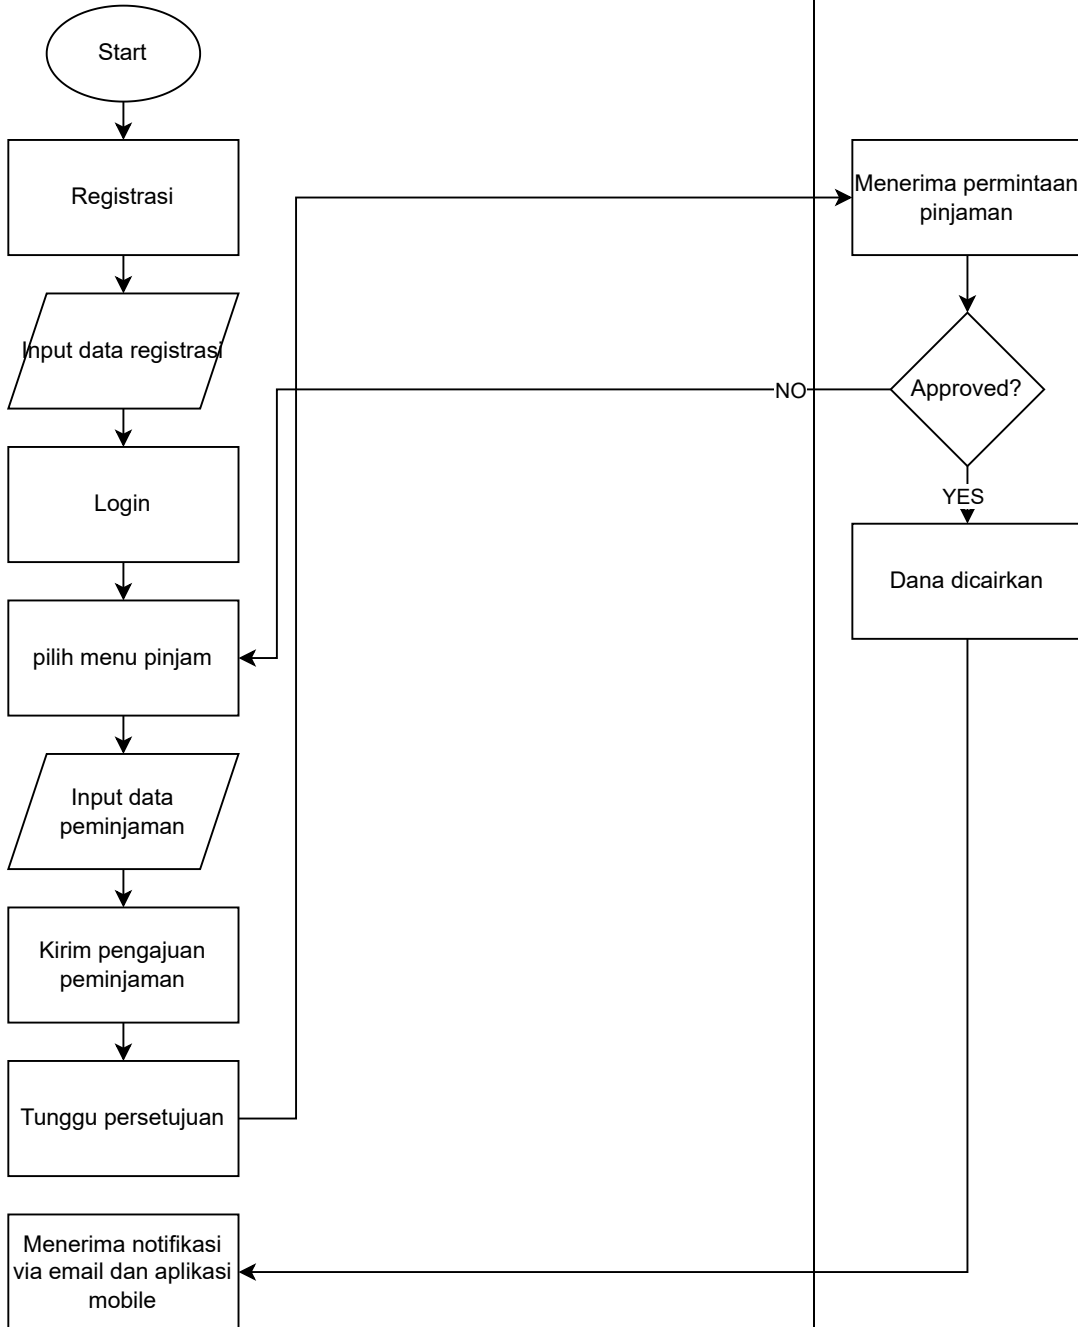 Start
Registrasi
Input data registrasi
Login
pilih menu pinjam
Input data
peminjaman
Kirim pengajuan
peminjaman
Tunggu persetujuan
Menerima notifikasi
via email dan aplikasi
mobile
Menerima permintaan
pinjaman
Approved?
NO
YES
Dana dicairkan